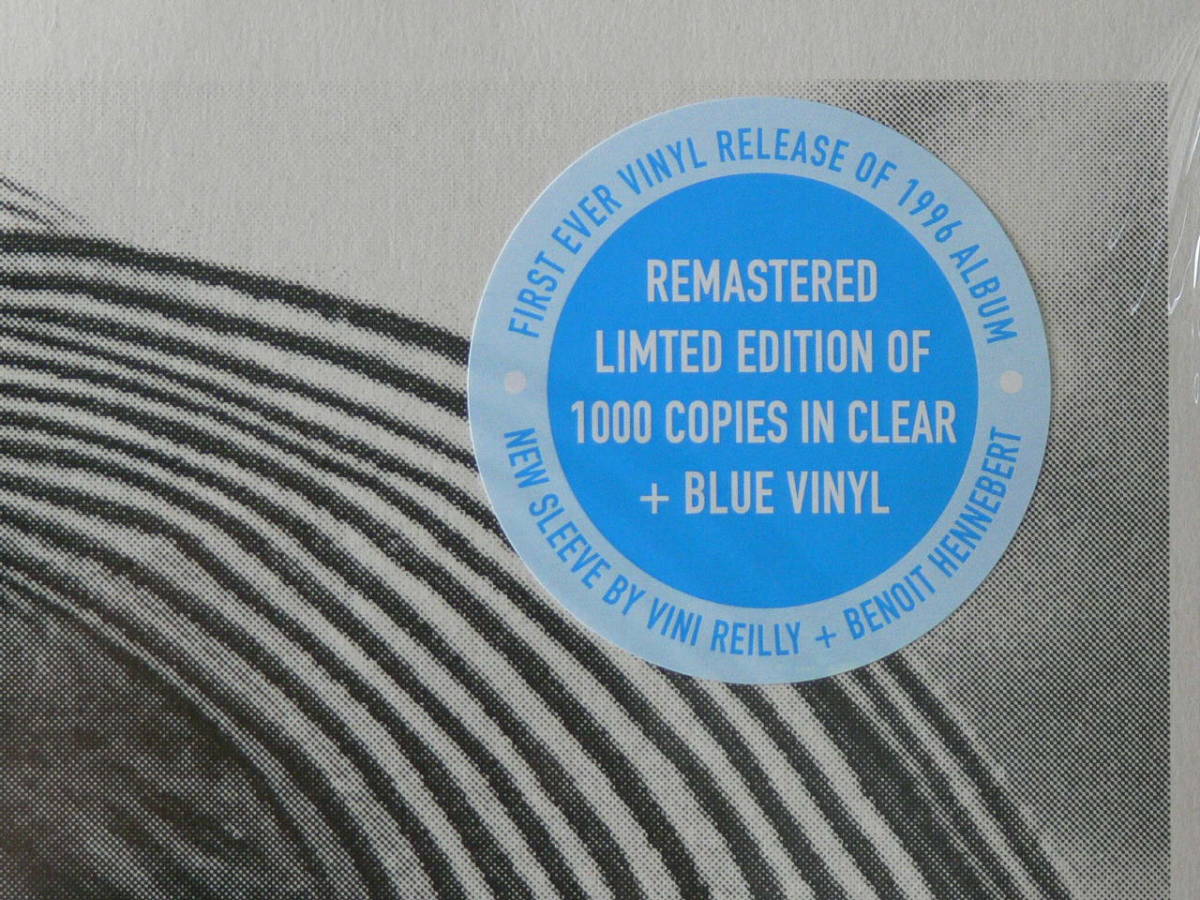 FIRST EVER VINYL RELEASE OF 1996 ALBUM
REMASTERED
LIMTED EDITION OF
1000 COPIES IN CLEAR
+ BLUE VINYL
NEW SLEEVE BY VINI REILLY + BENOIT HENNEBERT